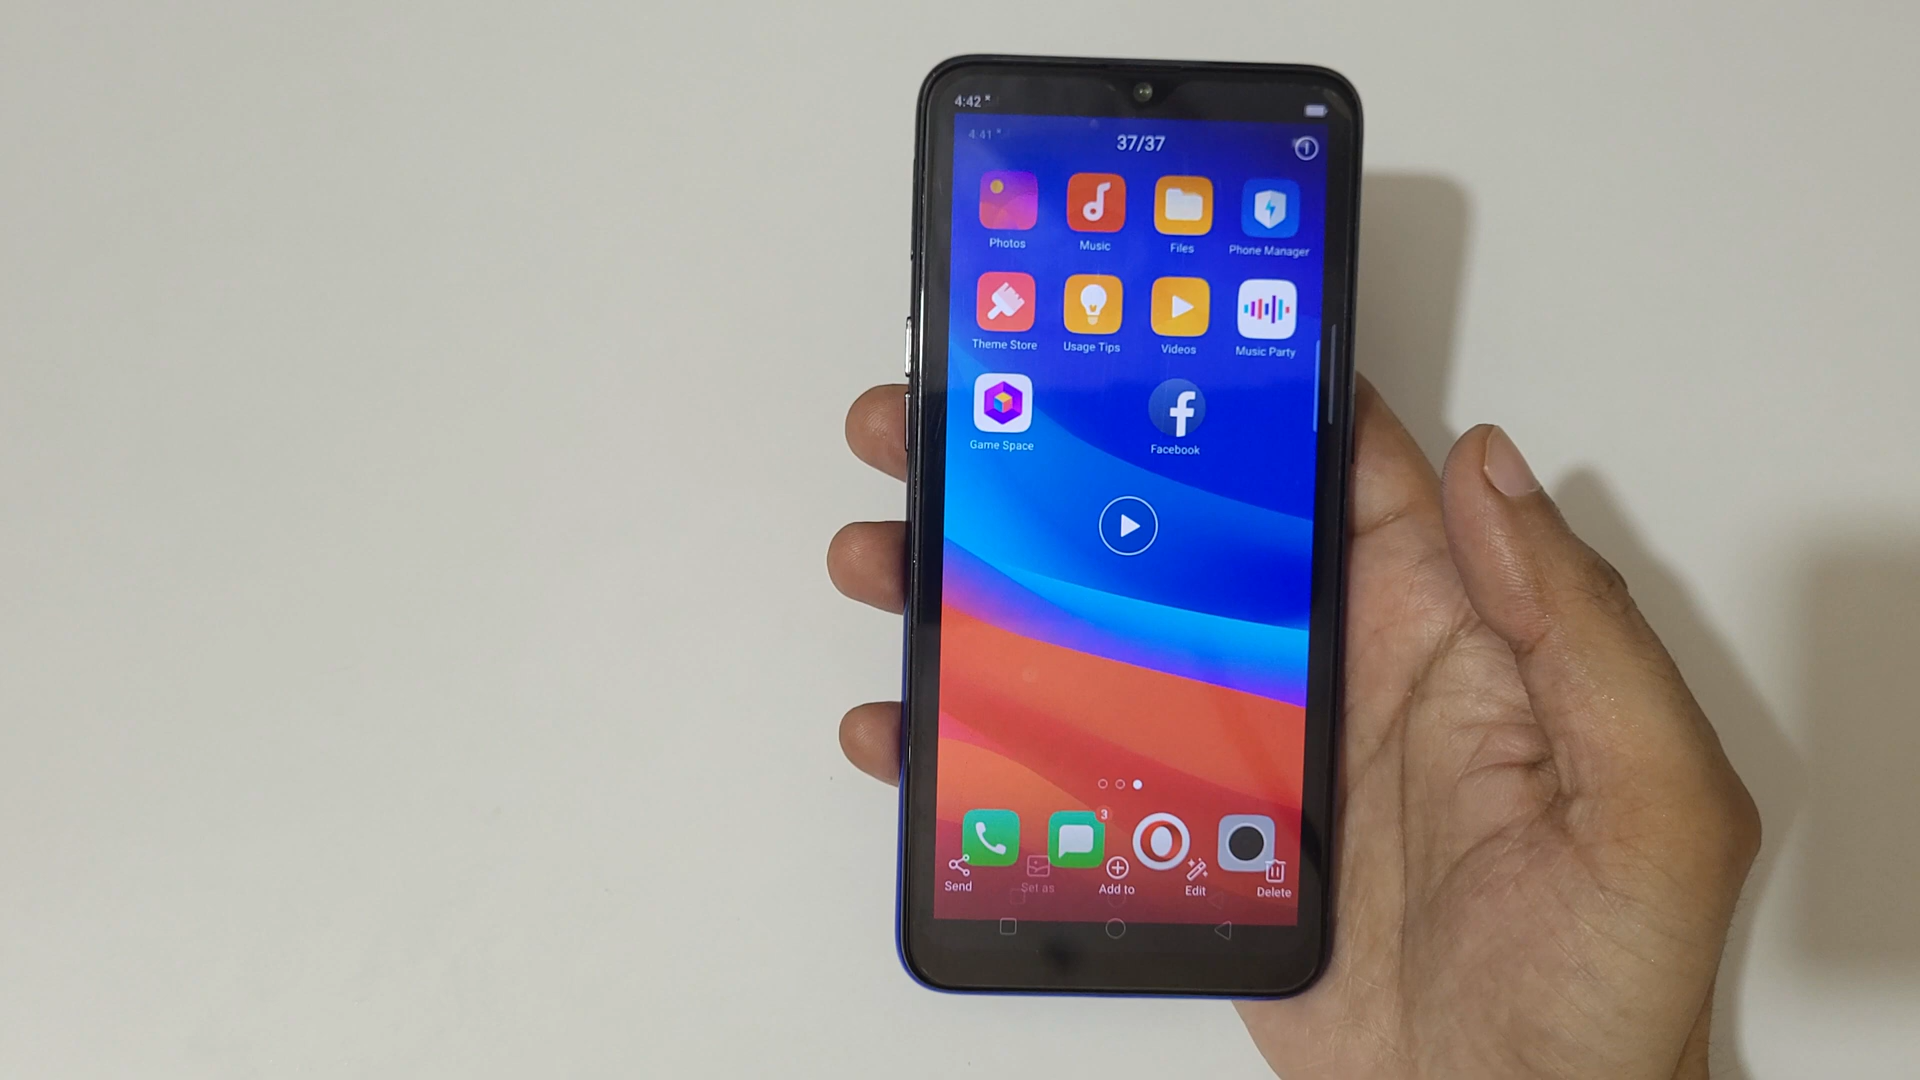 4:42
4:41
37/37
Photos Music Files Phone Manager
Theme Store Usage Tips Videos Music Party
Game Space Facebook
3
Send Set as Add to Edit Delete